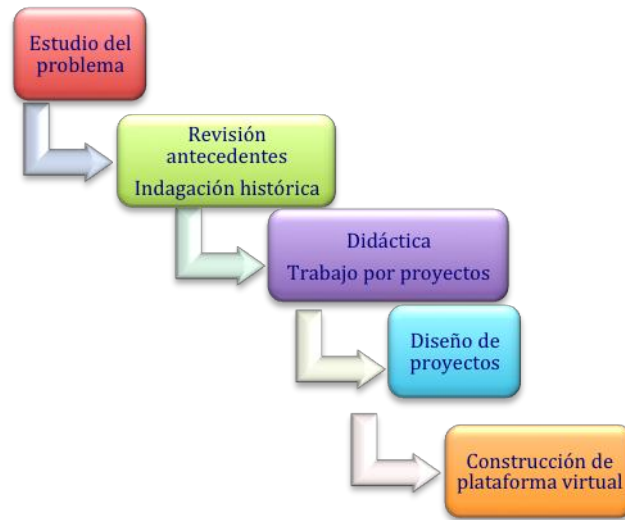 Estudio del
problema
Revisión
antecedentes
Indagación histórica
Didáctica
Trabajo por proyectos
Diseño de
proyectos
Construcción de
plataforma virtual